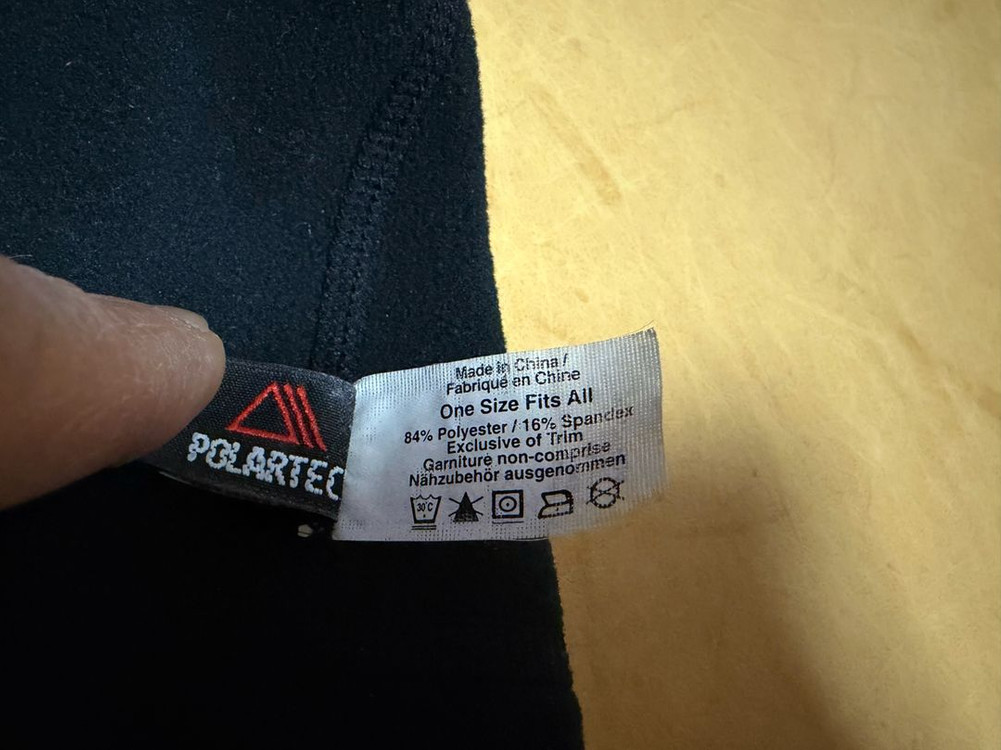 POLARTEC
Made in China /
Fabriqué en Chine
One Size Fits All
84% Polyester / 16% Spandex
Exclusive of Trim
Garniture non-comprise
Nähzubehör ausgenommen
30°C